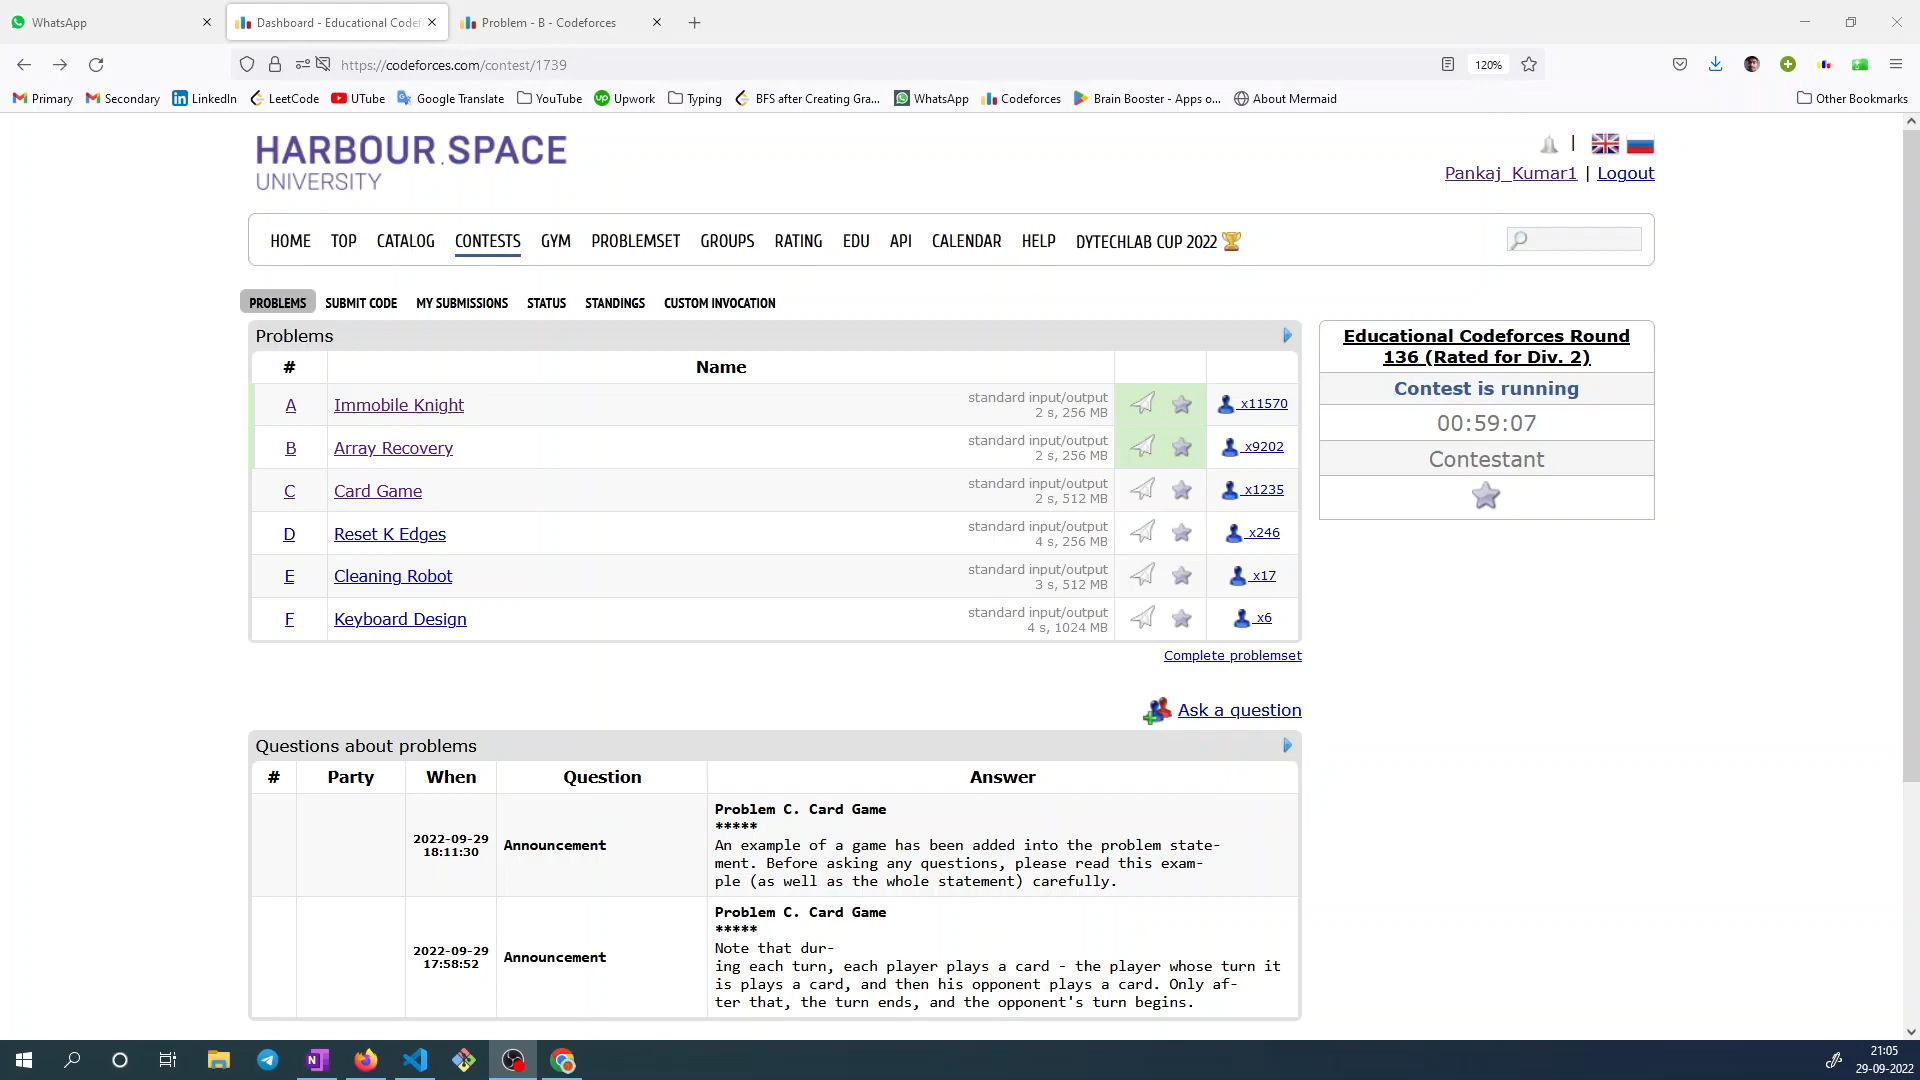 WhatsApp
Dashboard - Educational Codef
Problem - B - Codeforces
https://codeforces.com/contest/1739
120%
Primary
Secondary
LinkedIn
LeetCode
UTube
Google Translate
YouTube
Upwork
Typing
BFS after Creating Gra...
WhatsApp
Codeforces
Brain Booster - Apps o...
About Mermaid
Other Bookmarks
HARBOUR.SPACE
UNIVERSITY
|
Pankaj_Kumar1 | Logout
HOME TOP CATALOG CONTESTS GYM PROBLEMSET GROUPS RATING EDU API CALENDAR HELP DYTECHLAB CUP 2022
PROBLEMS SUBMIT CODE MY SUBMISSIONS STATUS STANDINGS CUSTOM INVOCATION
Problems
# Name
A Immobile Knight standard input/output
2 s, 256 MB x11570
B Array Recovery standard input/output
2 s, 256 MB x9202
C Card Game standard input/output
2 s, 512 MB x1235
D Reset K Edges standard input/output
4 s, 256 MB x246
E Cleaning Robot standard input/output
3 s, 512 MB x17
F Keyboard Design standard input/output
4 s, 1024 MB x6
Complete problemset
Educational Codeforces Round
136 (Rated for Div. 2)
Contest is running
00:59:07
Contestant
Ask a question
Questions about problems
# Party When Question Answer
2022-09-29
18:11:30
Announcement
Problem C. Card Game
*****
An example of a game has been added into the problem state-
ment. Before asking any questions, please read this exam-
ple (as well as the whole statement) carefully.
2022-09-29
17:58:52
Announcement
Problem C. Card Game
*****
Note that dur-
ing each turn, each player plays a card - the player whose turn it
is plays a card, and then his opponent plays a card. Only af-
ter that, the turn ends, and the opponent's turn begins.
21:05
29-09-2022